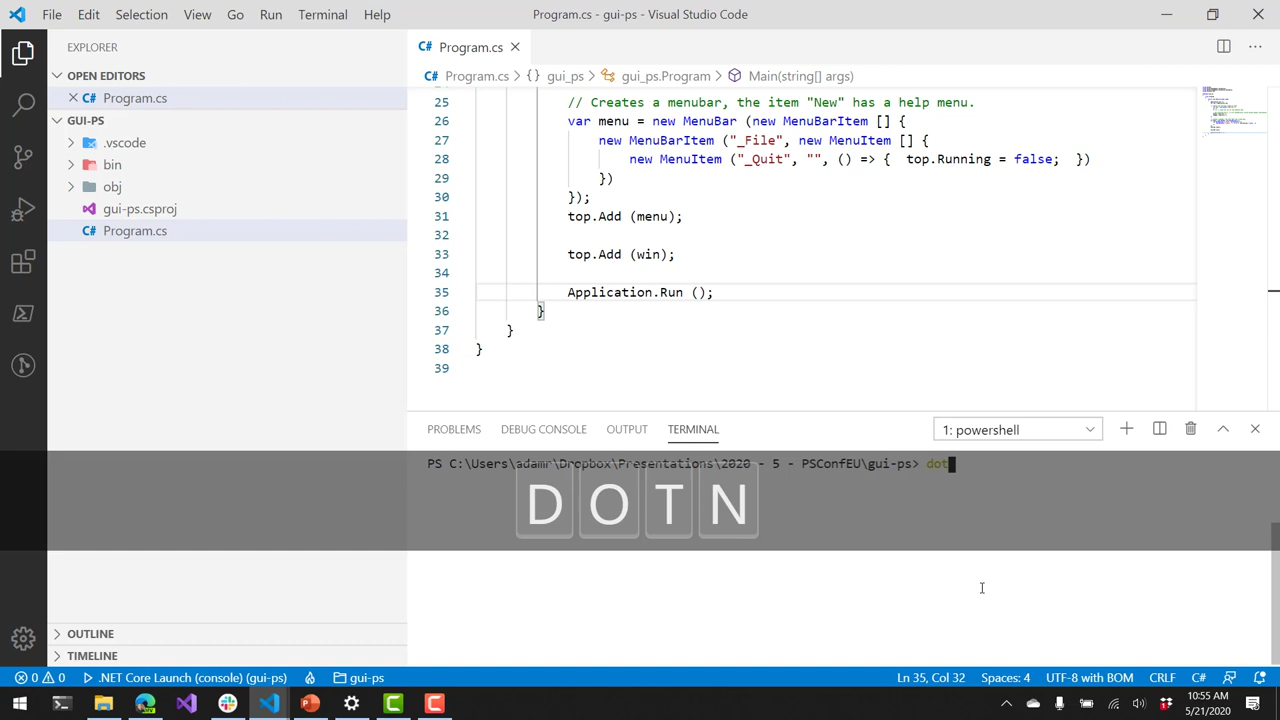 File Edit Selection View Go Run Terminal Help Program.cs - gui-ps - Visual Studio Code
EXPLORER
OPEN EDITORS
Program.cs
GUI-PS
.vscode
bin
obj
gui-ps.csproj
C# Program.cs
OUTLINE
TIMELINE
C# Program.cs
C# Program.cs > {} gui_ps > gui_ps.Program > Main(string[] args)
25 // Creates a menubar, the item "New" has a help menu.
26 var menu = new MenuBar (new MenuBarItem [] {
27 new MenuBarItem ("_File", new MenuItem [] {
28 new MenuItem ("_Quit", "", () => { top.Running = false; })
29 })
30 });
31 top.Add (menu);
32
33 top.Add (win);
34
35 Application.Run ();
36 }
37 }
38 }
39
PROBLEMS DEBUG CONSOLE OUTPUT TERMINAL 1: powershell
PS C:\Users\adamr\Dropbox\Presentations\2020 - 5 - PSConfEU\gui-ps> dot
D O T N
0 0 .NET Core Launch (console) (gui-ps) gui-ps Ln 35, Col 32 Spaces: 4 UTF-8 with BOM CRLF C#
10:55 AM
5/21/2020